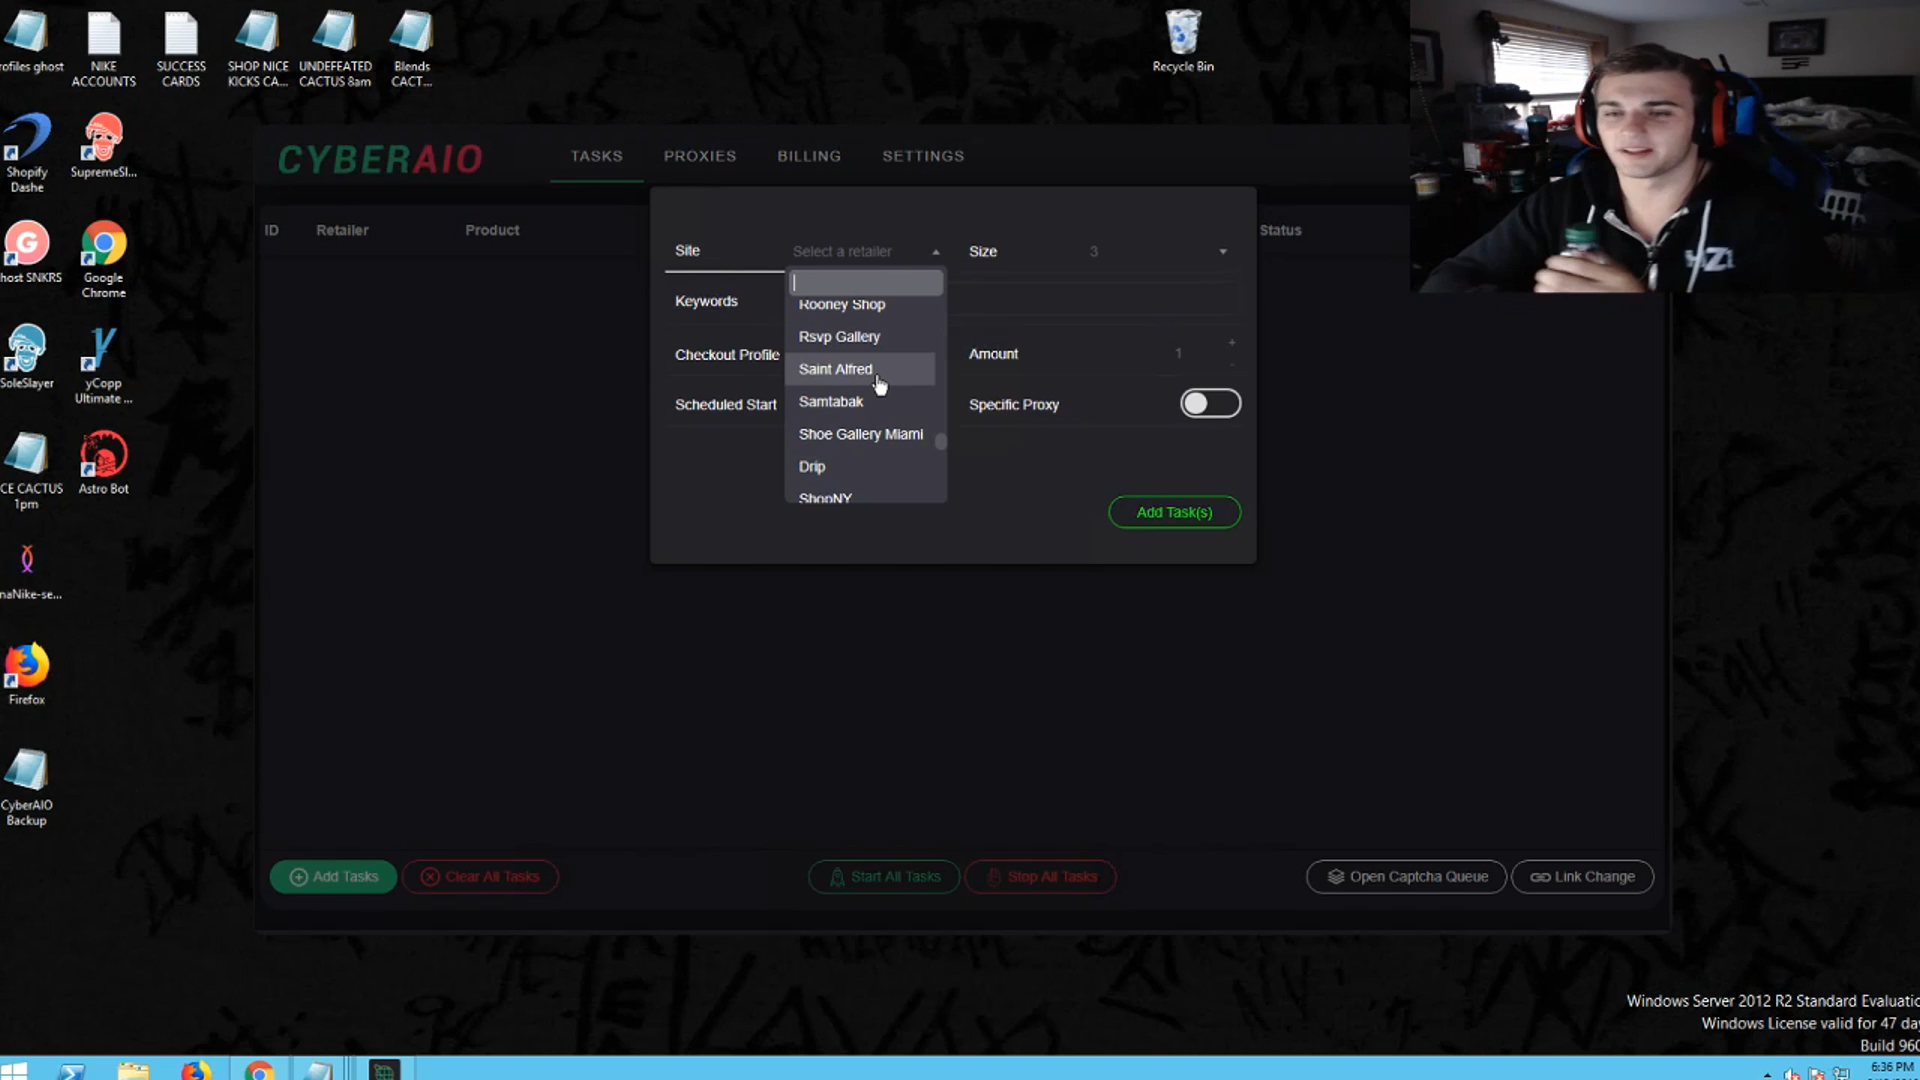 rofiles ghost
NIKE
ACCOUNTS
SUCCESS
CARDS
SHOP NICE
KICKS CA...
UNDEFEATED
CACTUS 8am
Blends
CACT...
Recycle Bin
Shopify
Dashe
SupremeSl...
host SNKRS
Google
Chrome
SoleSlayer
yCopp
Ultimate ...
CE CACTUS
1pm
Astro Bot
naNike-se...
Firefox
CyberAIO
Backup
CYBERAIO
TASKS
PROXIES
BILLING
SETTINGS
ID
Retailer
Product
Status
Site
Select a retailer
Size
3
Keywords
Rooney Shop
Rsvp Gallery
Saint Alfred
Samtabak
Shoe Gallery Miami
Drip
ShopNY
Checkout Profile
Amount
1
Scheduled Start
Specific Proxy
Add Task(s)
Add Tasks
Clear All Tasks
Start All Tasks
Stop All Tasks
Open Captcha Queue
Link Change
Windows Server 2012 R2 Standard Evaluatio
Windows License valid for 47 day
Build 960
6:36 PM